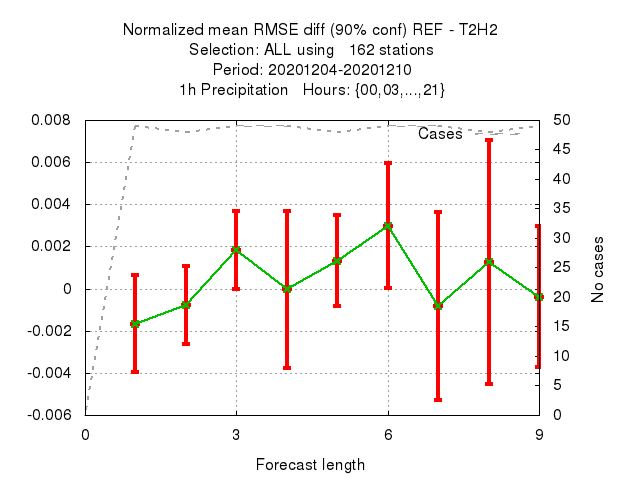 Normalized mean RMSE diff (90% conf) REF - T2H2
Selection: ALL using   162 stations
Period: 20201204-20201210
1h Precipitation   Hours: {00,03,...,21}
0.008
0.006
0.004
0.002
0
-0.002
-0.004
-0.006
Cases
50
45
40
35
30
25
20
15
10
5
0
No cases
0 3 6 9
Forecast length